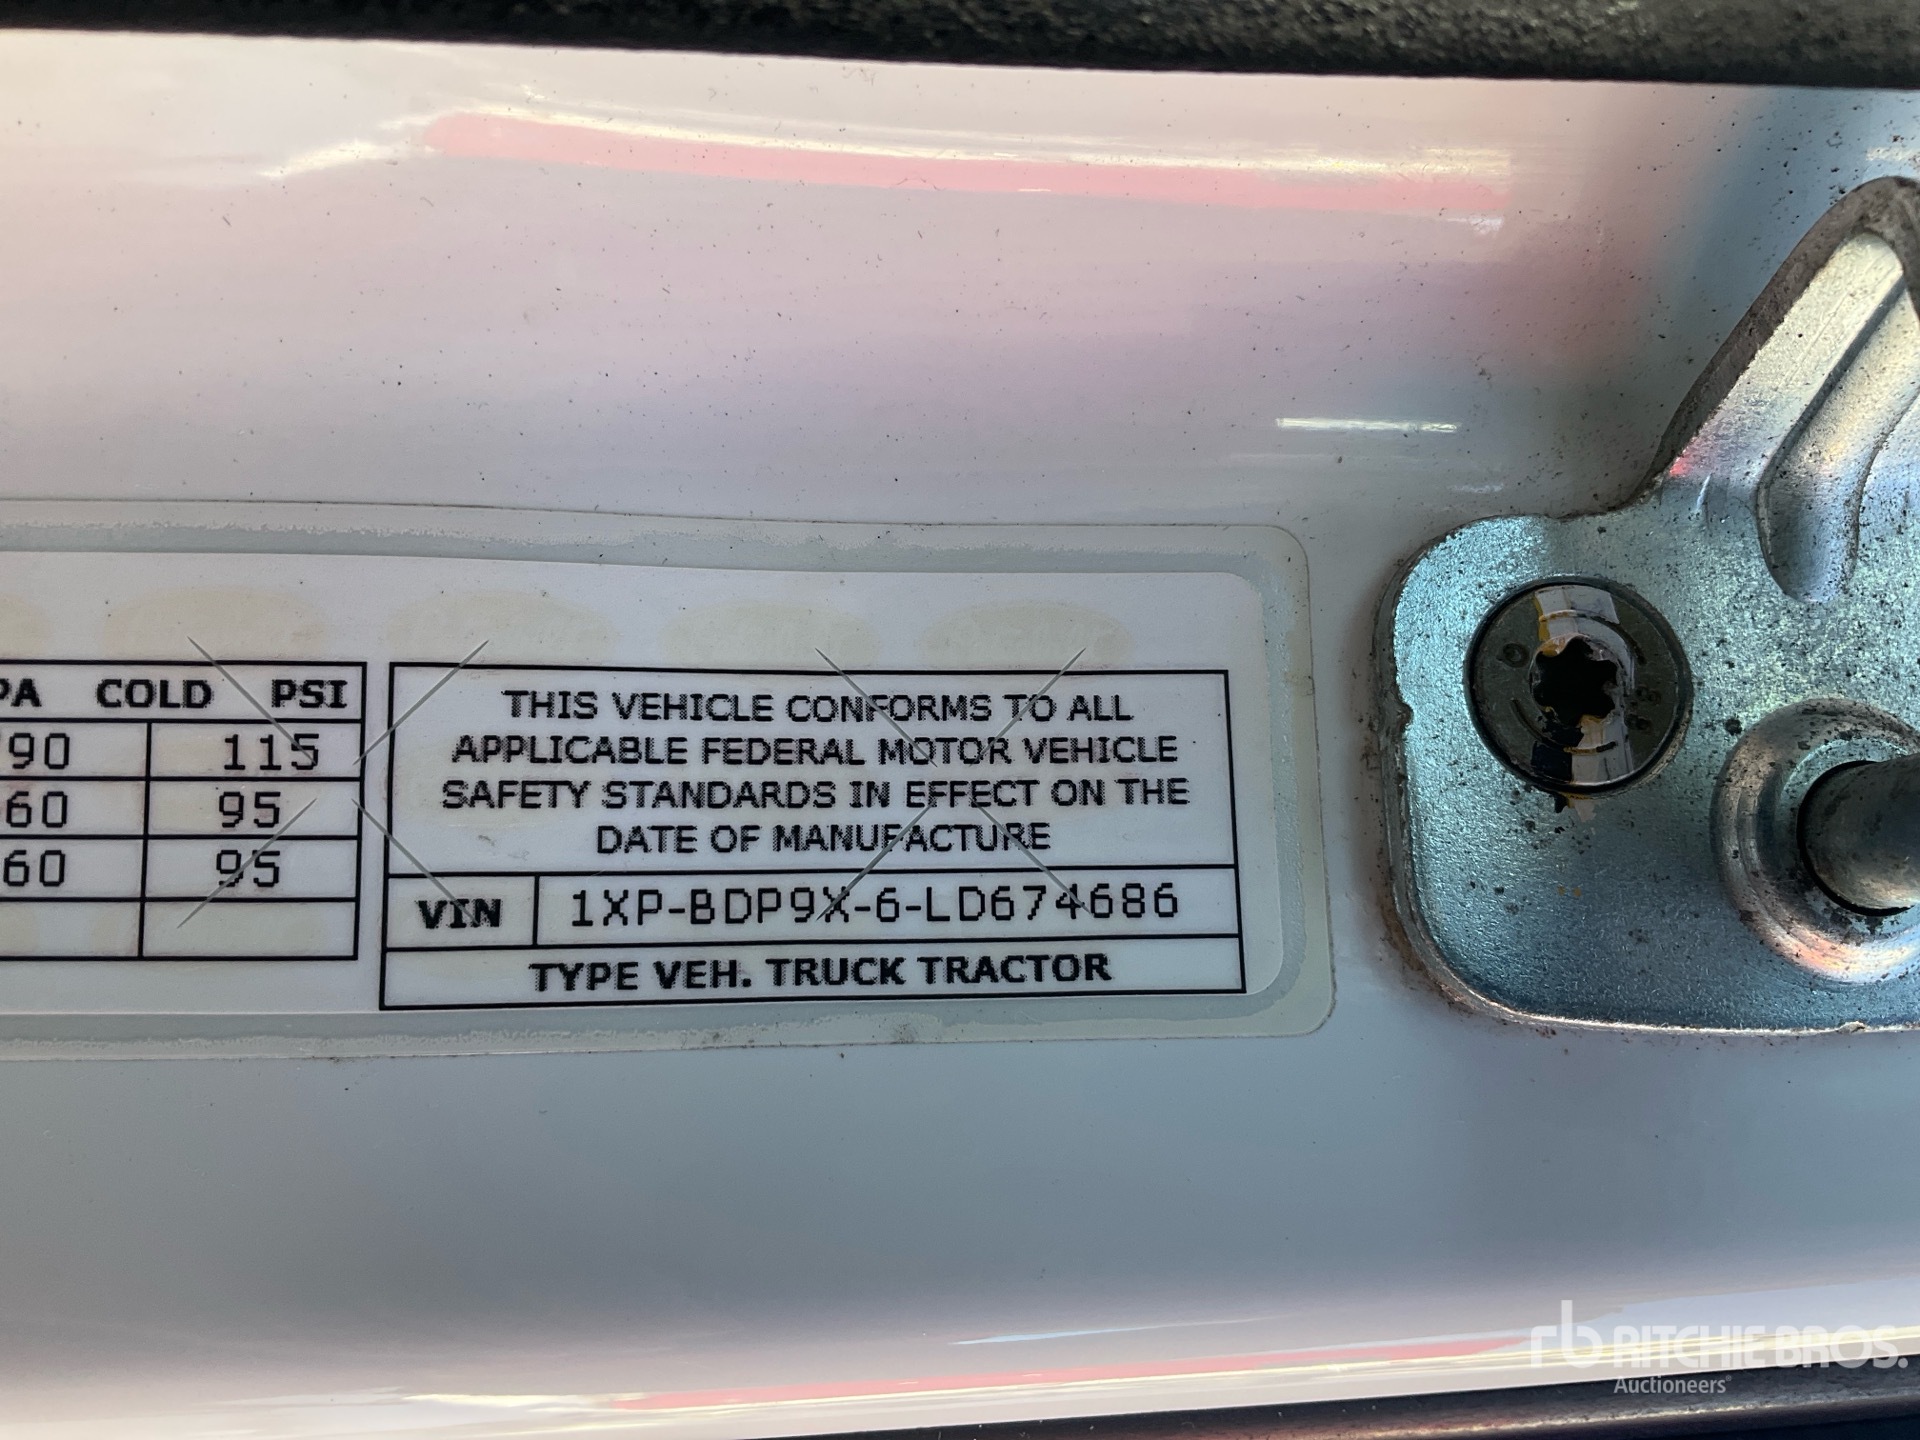 PA COLD PSI
790 115
60 95
60 95
THIS VEHICLE CONFORMS TO ALL
APPLICABLE FEDERAL MOTOR VEHICLE
SAFETY STANDARDS IN EFFECT ON THE
DATE OF MANUFACTURE
VIN 1XP-BDP9X-6-LD674686
TYPE VEH. TRUCK TRACTOR
rb RITCHIE BROS.
Auctioneers